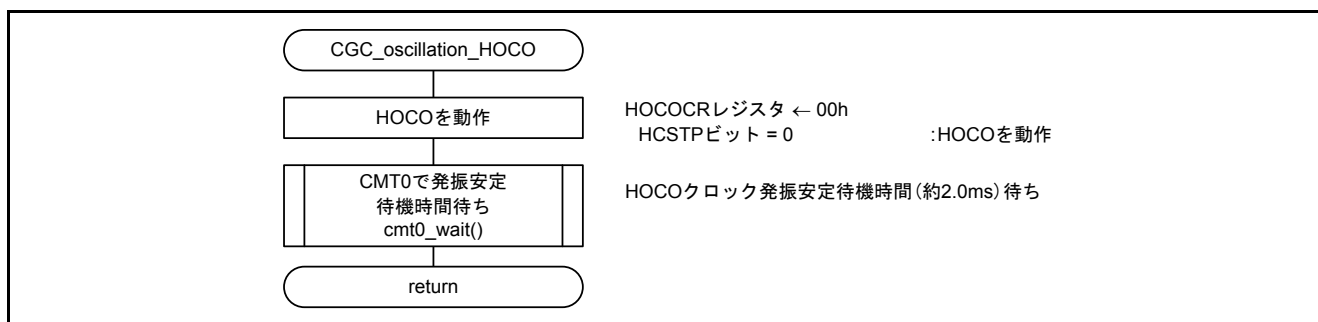 CGC_oscillation_HOCO
HOCOを動作
HOCOCRレジスタ ← 00h
HCSTPビット = 0 :HOCOを動作
CMT0で発振安定
待機時間待ち
cmt0_wait()
HOCOクロック発振安定待機時間(約2.0ms)待ち
return